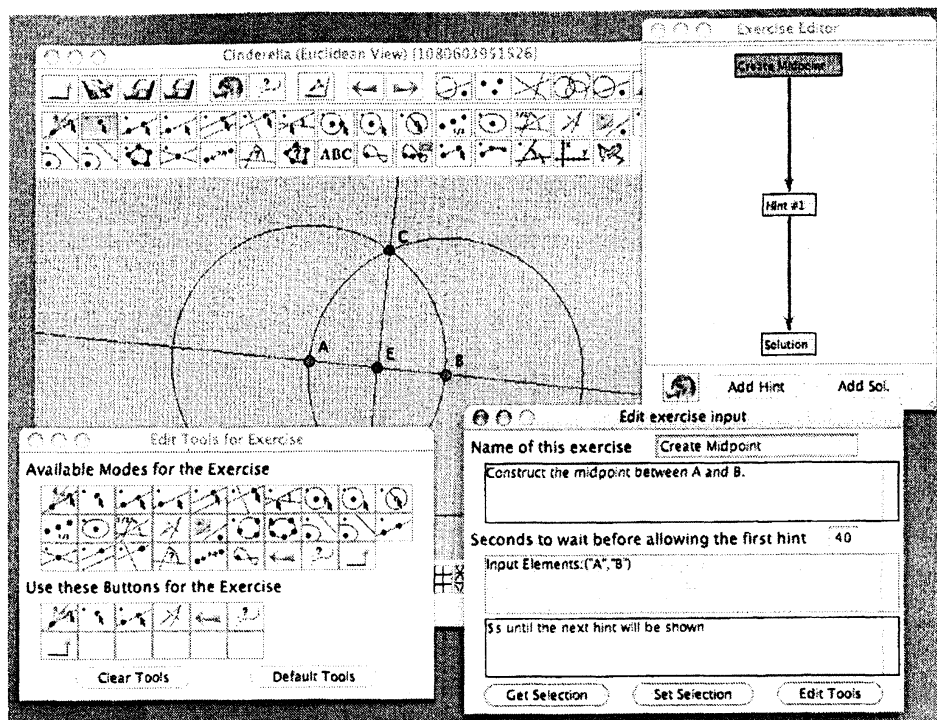 Cinderella (Euclidean View) [1080603951526]
ABC
C
A
E
B
Exercise Editor
Create Midpoint
Hint #1
Solution
Add Hint
Add Sol.
Edit Tools for Exercise
Available Modes for the Exercise
Use these Buttons for the Exercise
Clear Tools
Default Tools
Edit exercise input
Name of this exercise
Create Midpoint
Construct the midpoint between A and B.
Seconds to wait before allowing the first hint
40
Input Elements:("A","B")
$s until the next hint will be shown
Get Selection
Set Selection
Edit Tools